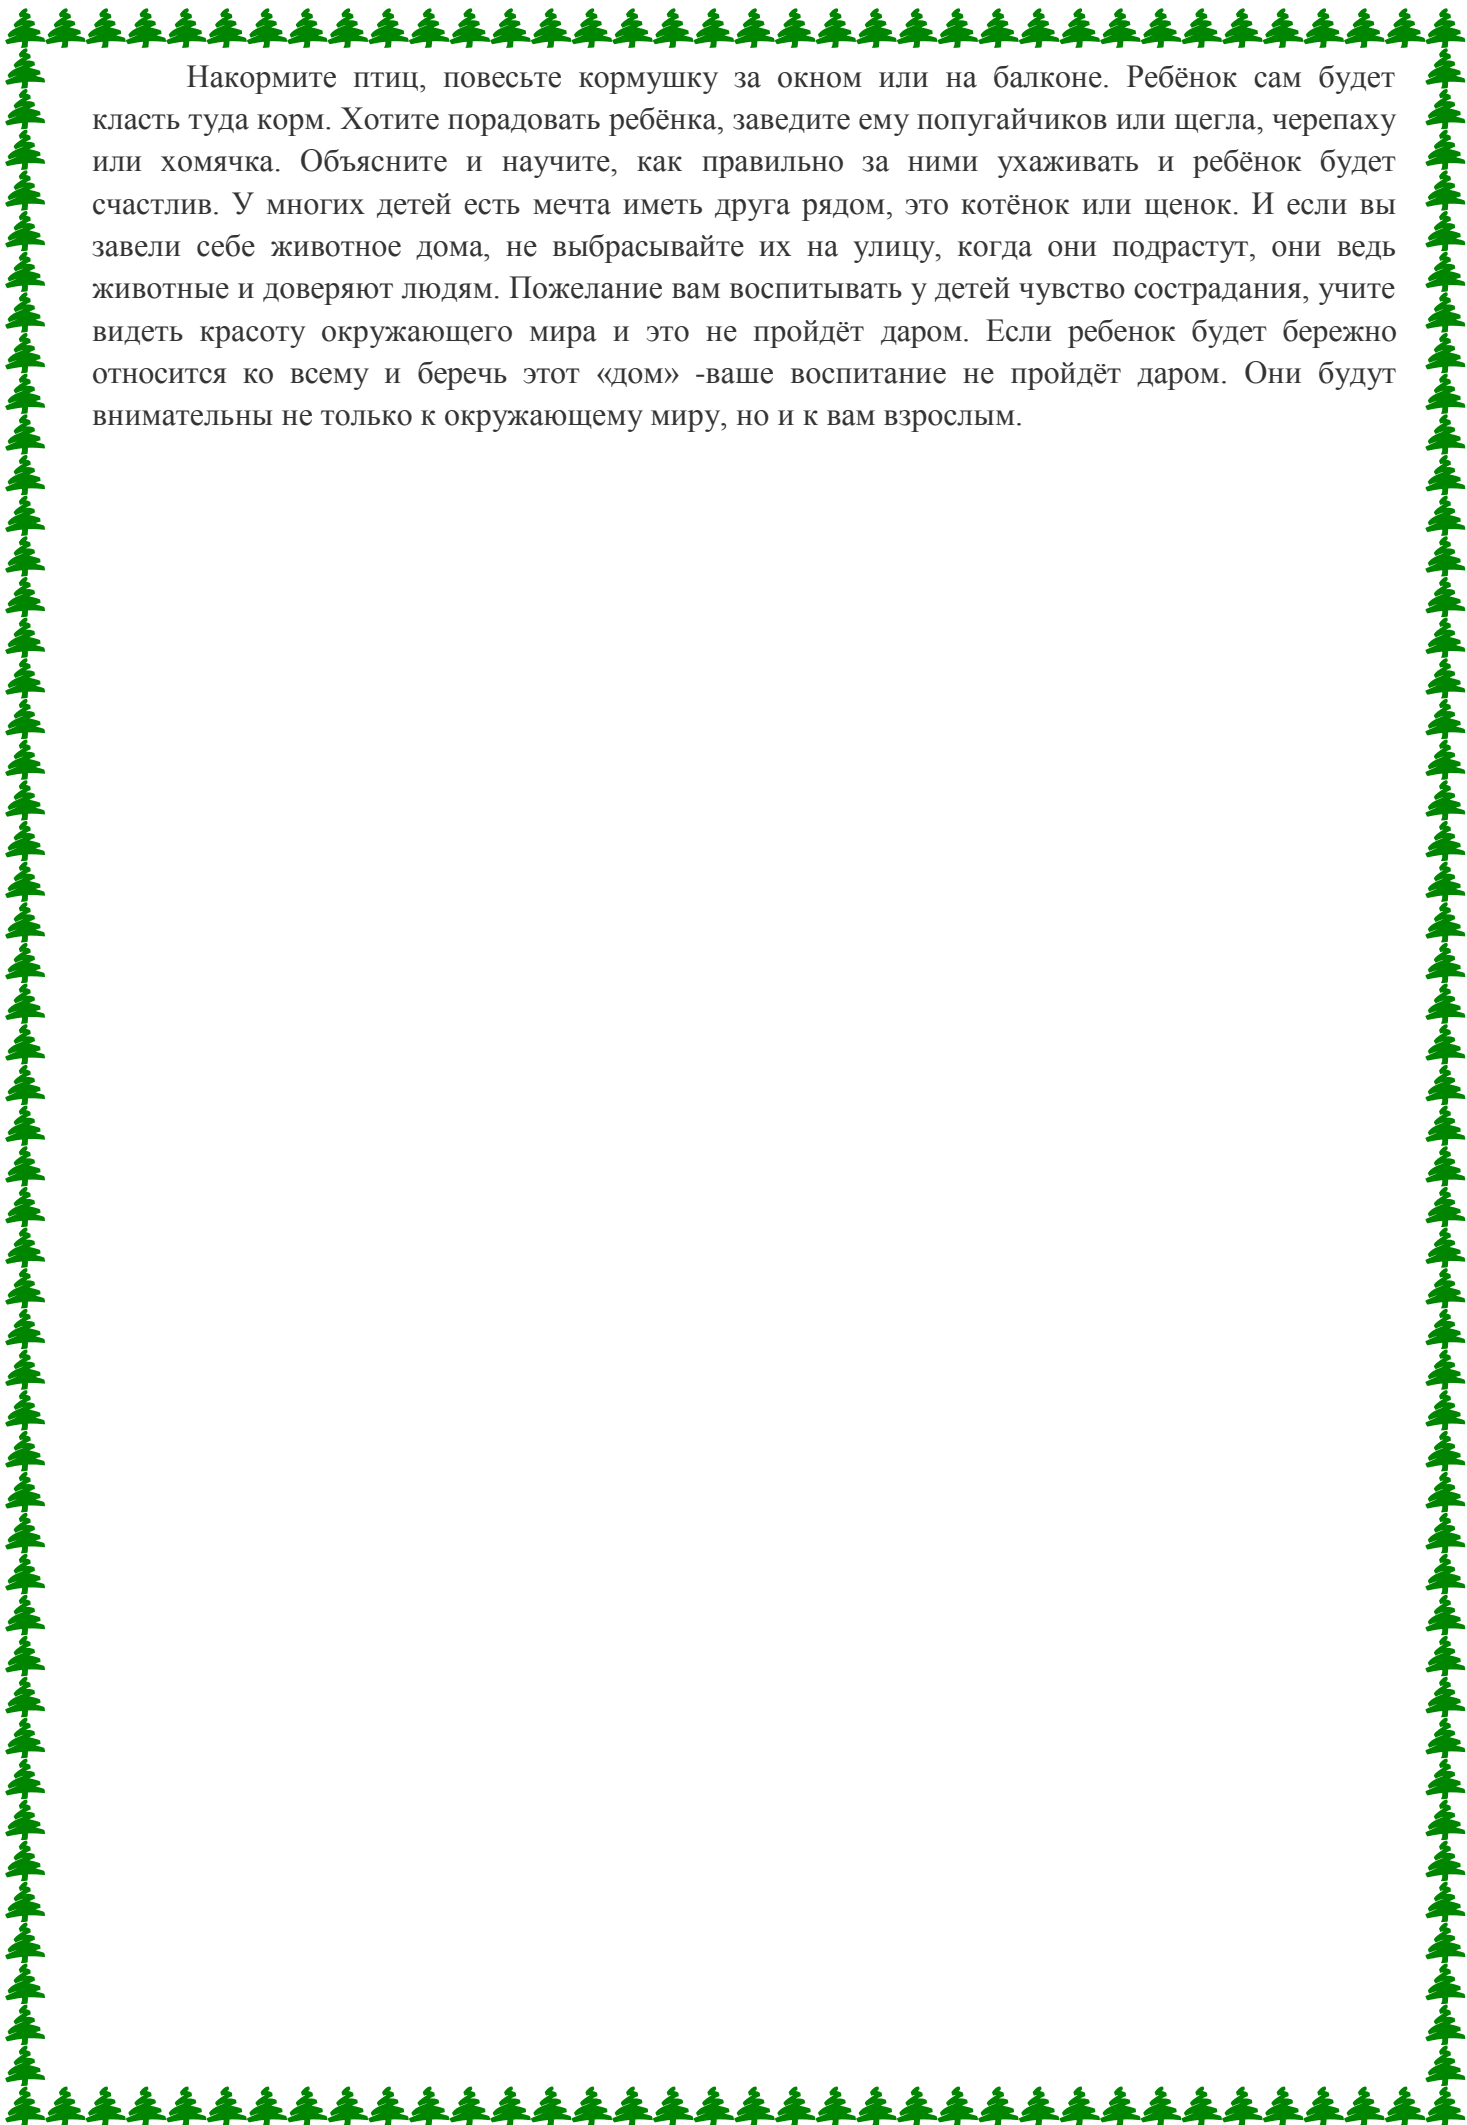 Накормите птиц, повесьте кормушку за окном или на балконе. Ребёнок сам будет
класть туда корм. Хотите порадовать ребёнка, заведите ему попугайчиков или щегла, черепаху
или хомячка. Объясните и научите, как правильно за ними ухаживать и ребёнок будет
счастлив. У многих детей есть мечта иметь друга рядом, это котёнок или щенок. И если вы
завели себе животное дома, не выбрасывайте их на улицу, когда они подрастут, они ведь
животные и доверяют людям. Пожелание вам воспитывать у детей чувство сострадания, учите
видеть красоту окружающего мира и это не пройдёт даром. Если ребенок будет бережно
относится ко всему и беречь этот «дом» -ваше воспитание не пройдёт даром. Они будут
внимательны не только к окружающему миру, но и к вам взрослым.